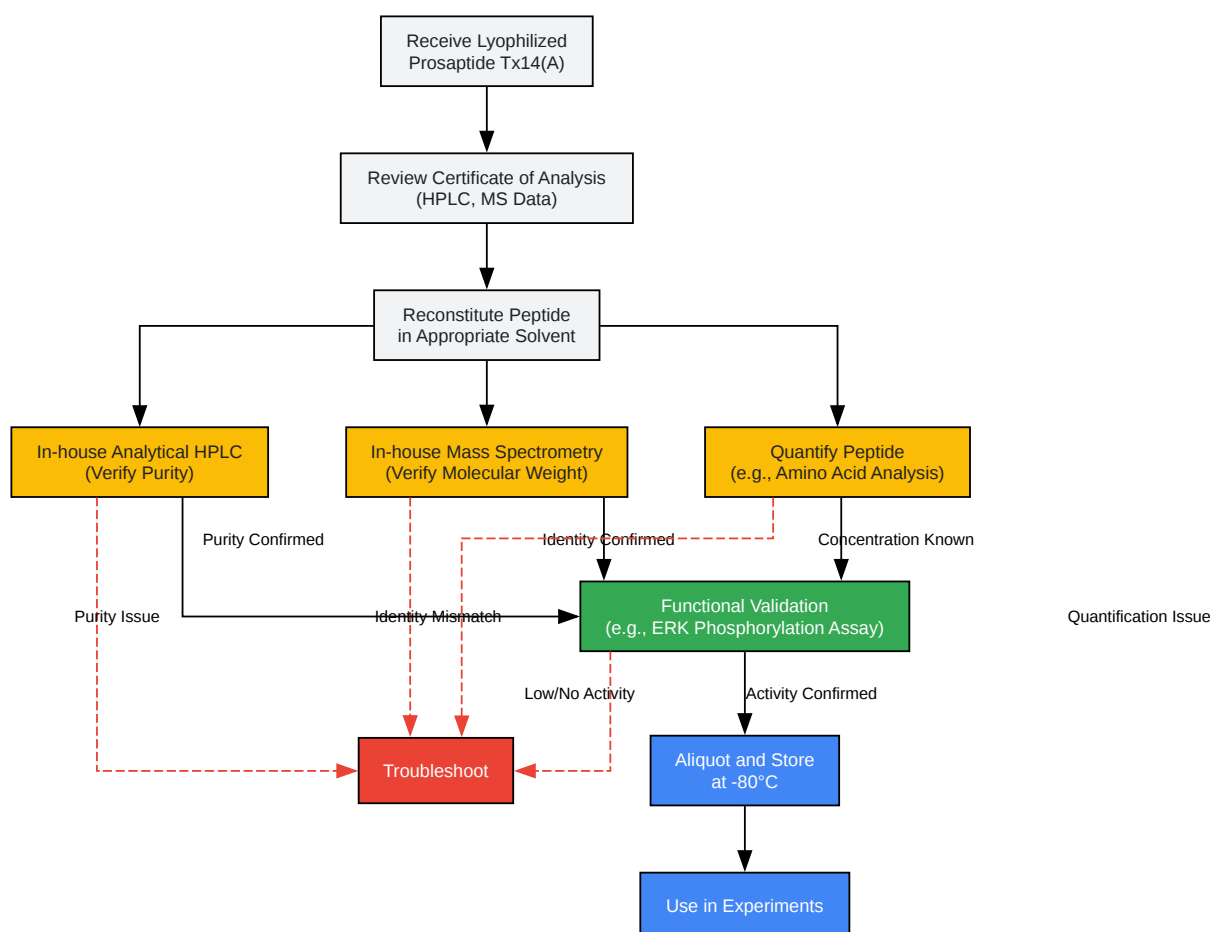 Receive Lyophilized
Prosaptide Tx14(A)
Review Certificate of Analysis
(HPLC, MS Data)
Reconstitute Peptide
in Appropriate Solvent
In-house Analytical HPLC
(Verify Purity)
In-house Mass Spectrometry
(Verify Molecular Weight)
Quantify Peptide
(e.g., Amino Acid Analysis)
Purity Confirmed
Identity Confirmed
Concentration Known
Purity Issue
Identity Mismatch
Functional Validation
(e.g., ERK Phosphorylation Assay)
Quantification Issue
Low/No Activity
Activity Confirmed
Troubleshoot
Aliquot and Store
at -80°C
Use in Experiments